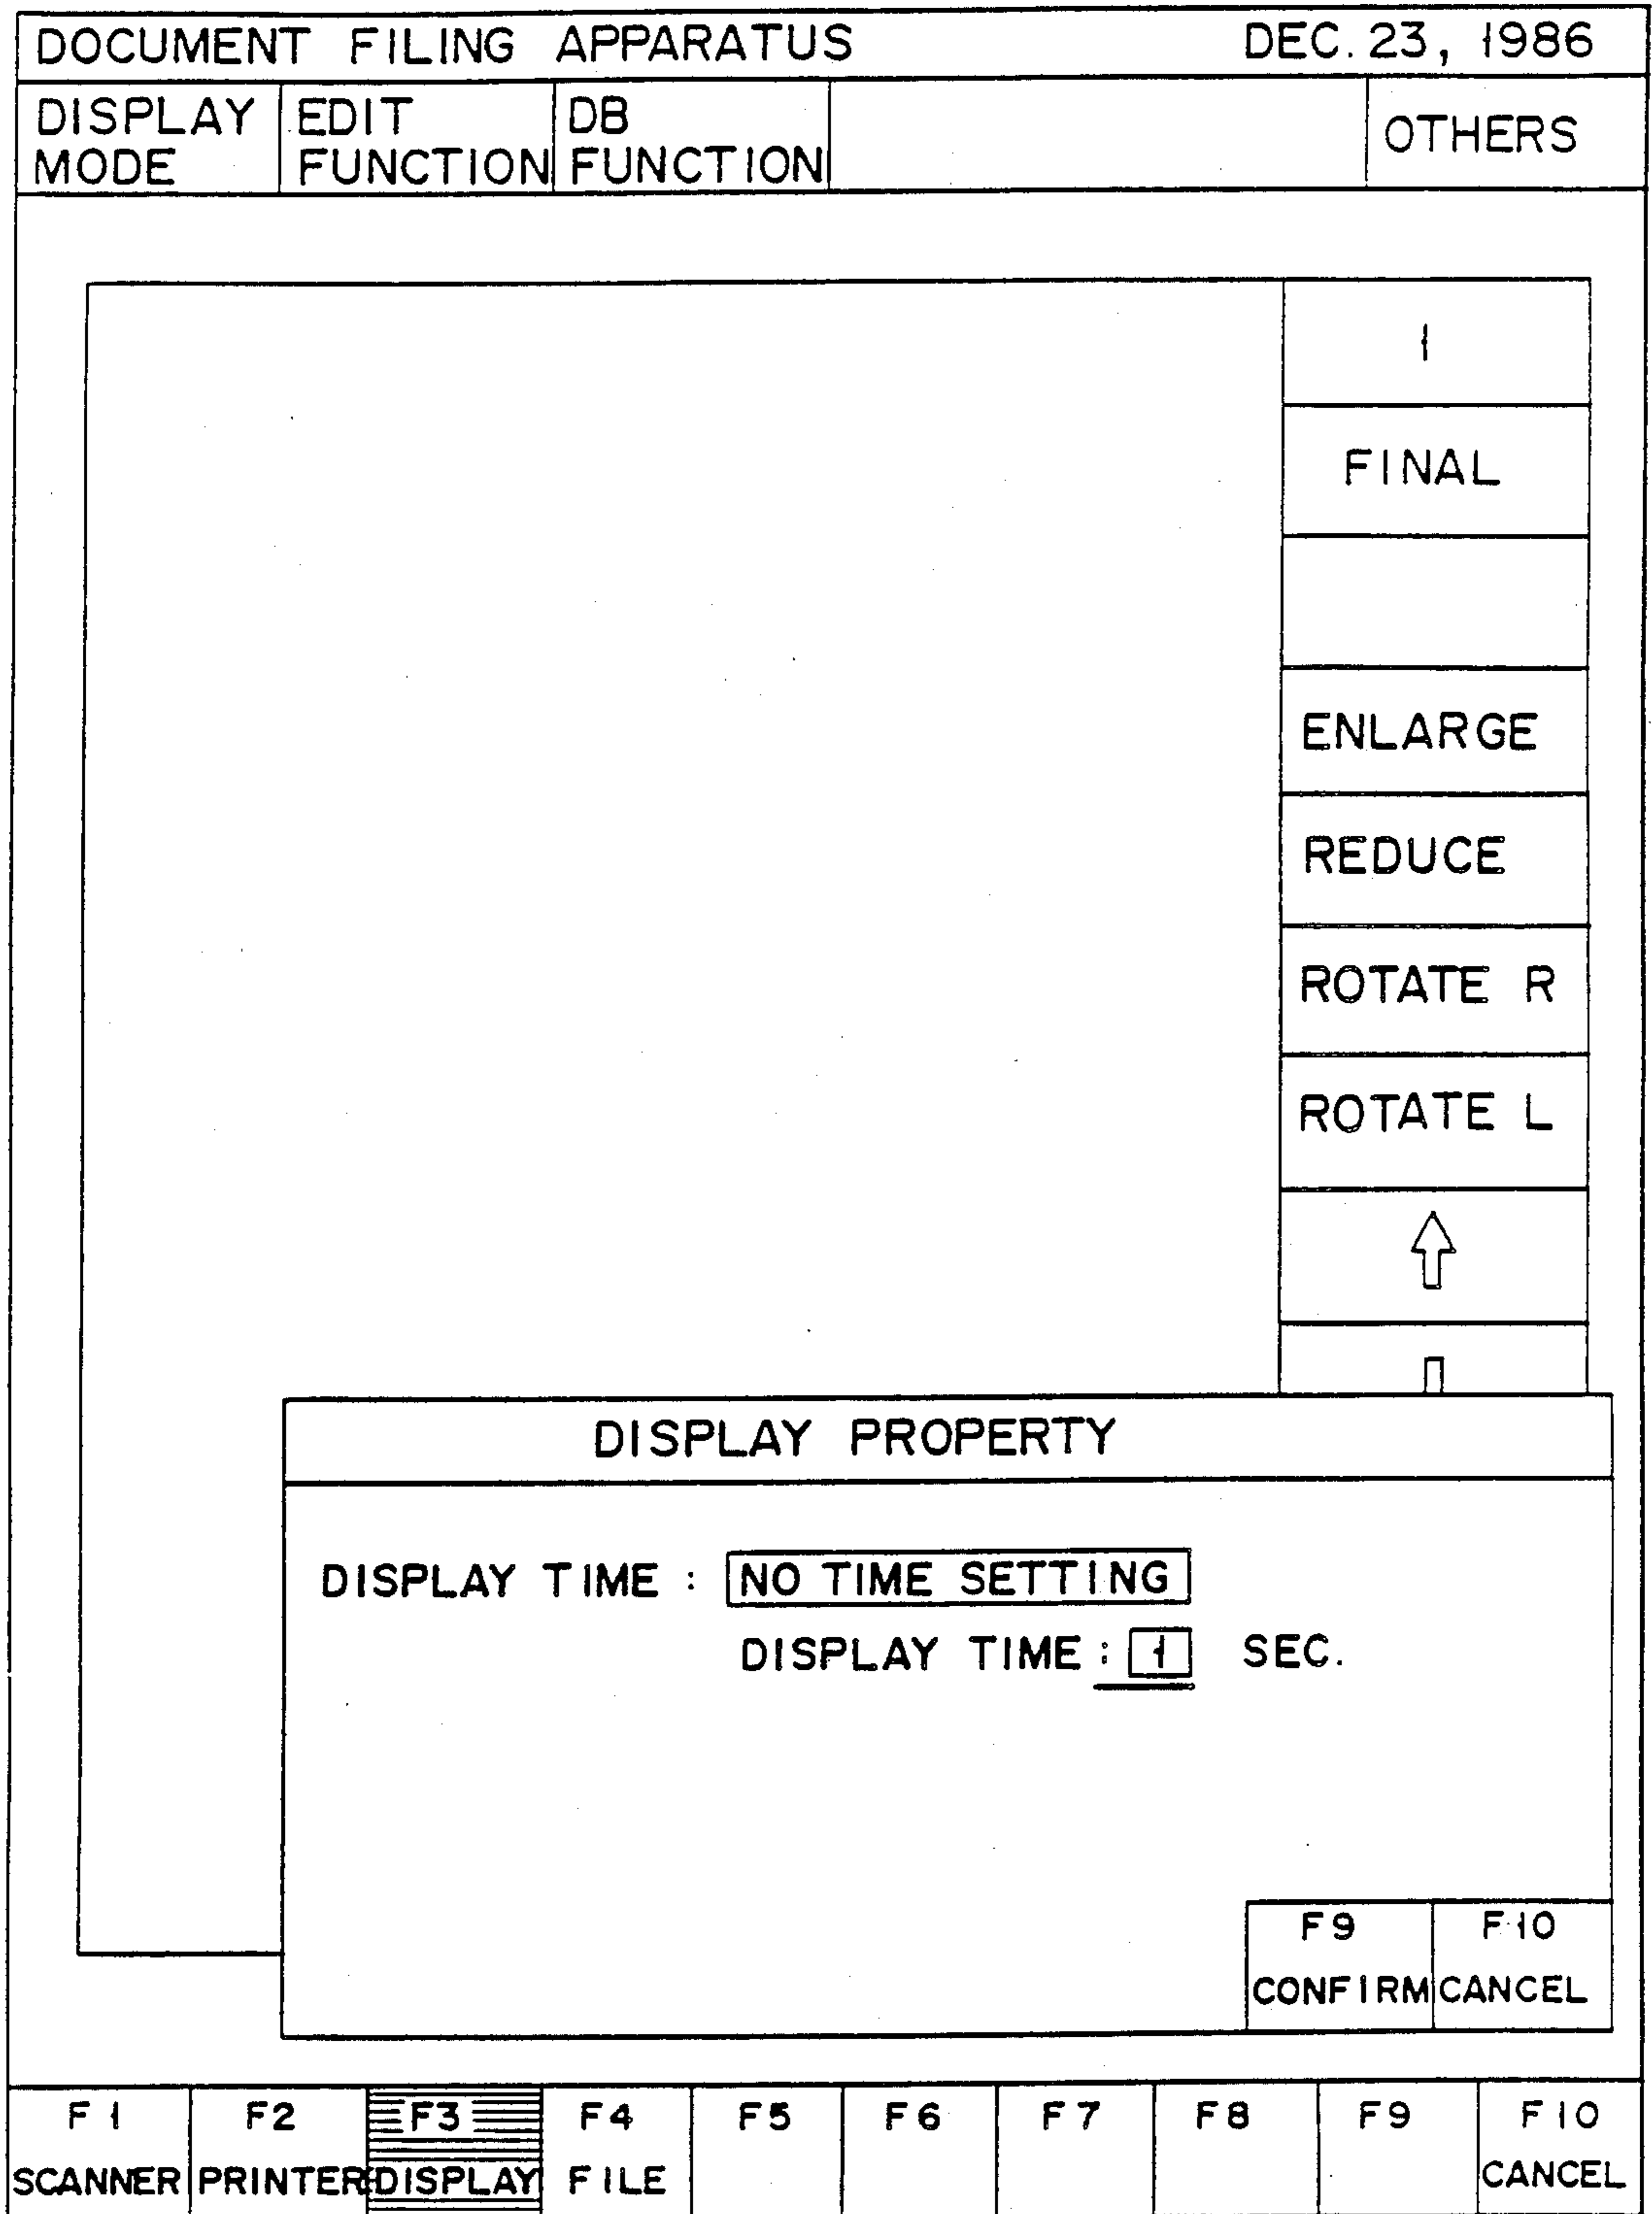 DOCUMENT FILING APPARATUS DEC. 23, 1986
DISPLAY MODE EDIT FUNCTION DB FUNCTION OTHERS
1
FINAL
ENLARGE
REDUCE
ROTATE R
ROTATE L
DISPLAY PROPERTY
DISPLAY TIME : NO TIME SETTING
DISPLAY TIME : 1 SEC.
F9 F10
CONFIRM CANCEL
F1 F2 F3 F4 F5 F6 F7 F8 F9 F10
SCANNER PRINTER DISPLAY FILE CANCEL